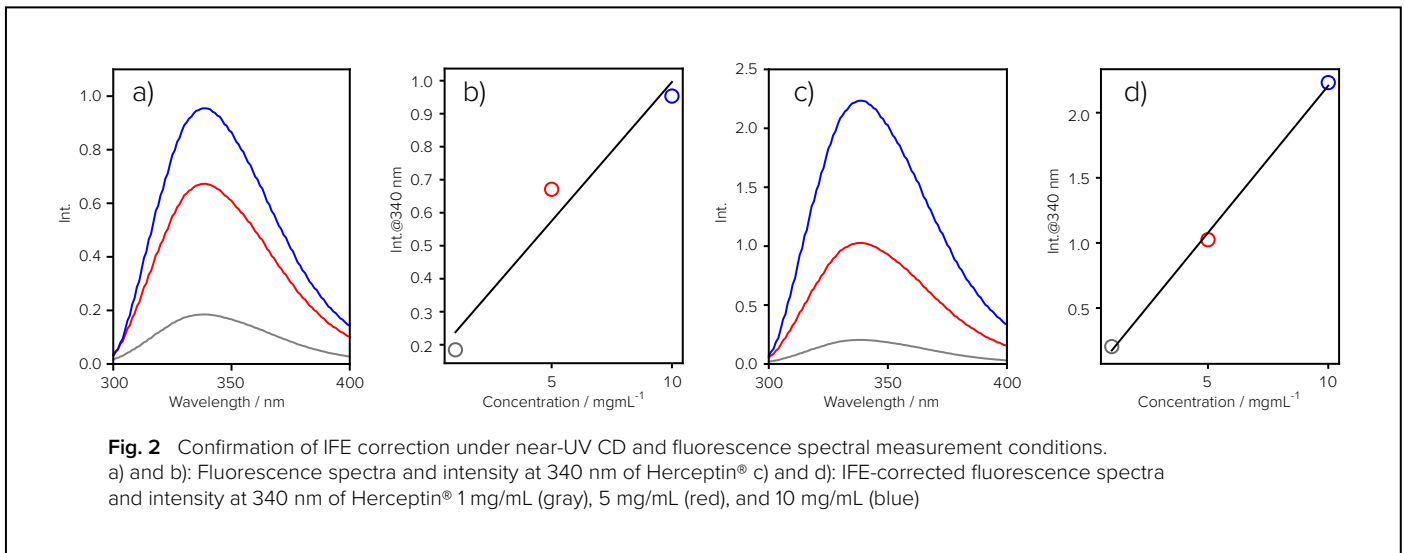 a)
1.0
0.8
0.6
0.4
0.2
0.0
Int.
300
350
400
Wavelength / nm
b)
1.0
0.9
0.8
0.7
0.6
0.5
0.4
0.3
0.2
Int.@340 nm
5
10
Concentration / mgmL⁻¹
c)
2.5
2.0
1.5
1.0
0.5
0.0
Int.
300
350
400
Wavelength / nm
d)
2.0
1.5
1.0
0.5
Int.@340 nm
5
10
Concentration / mgmL⁻¹
Fig. 2 Confirmation of IFE correction under near-UV CD and fluorescence spectral measurement conditions.
a) and b): Fluorescence spectra and intensity at 340 nm of Herceptin® c) and d): IFE-corrected fluorescence spectra
and intensity at 340 nm of Herceptin® 1 mg/mL (gray), 5 mg/mL (red), and 10 mg/mL (blue)